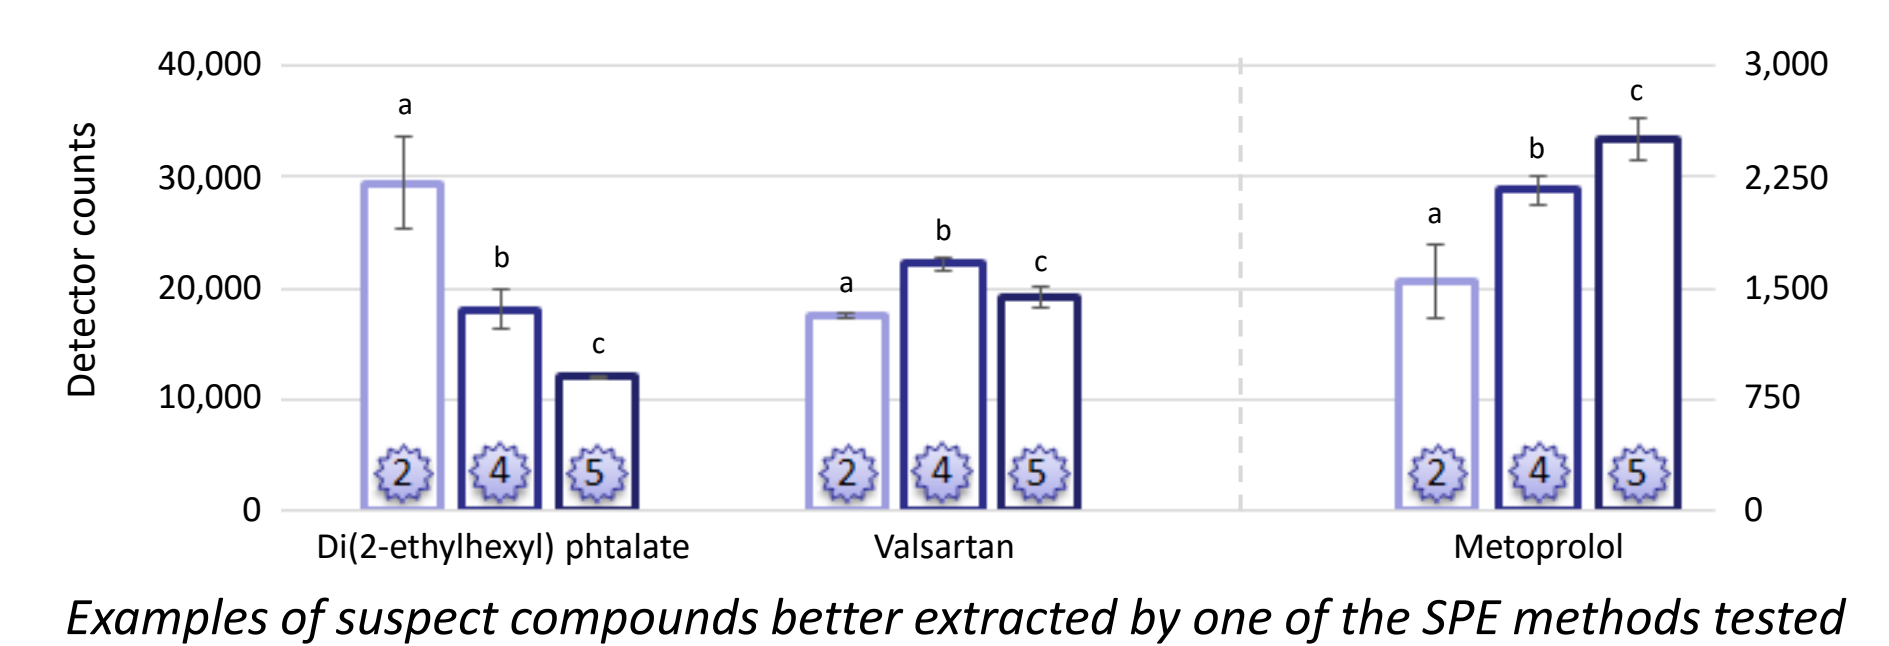 40,000
30,000
20,000
10,000
0
Detector counts
3,000
2,250
1,500
750
0
a
b
c
a
b
c
a
b
c
2
4
5
2
4
5
2
4
5
Di(2-ethylhexyl) phtalate
Valsartan
Metoprolol
Examples of suspect compounds better extracted by one of the SPE methods tested